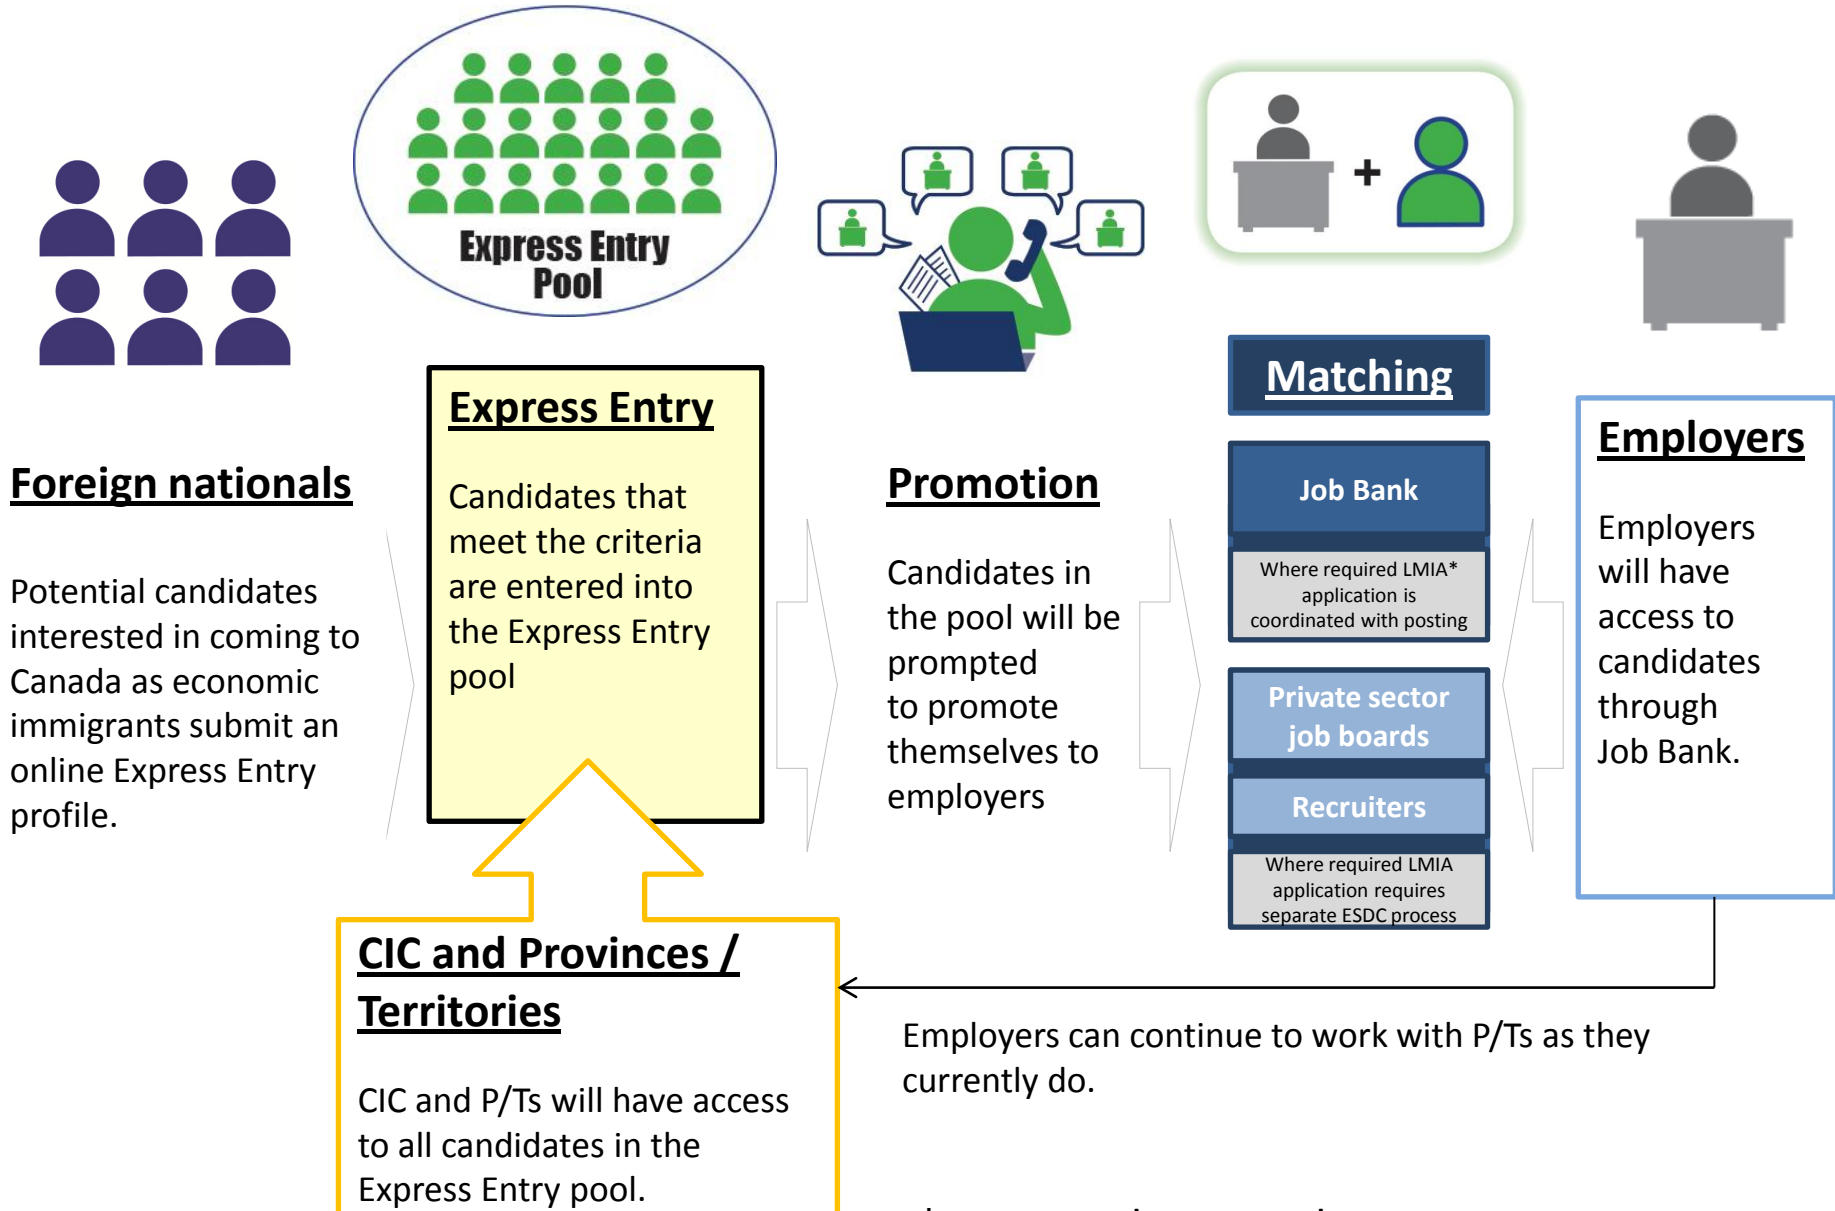 Express Entry
Pool
Foreign nationals
Potential candidates
interested in coming to
Canada as economic
immigrants submit an
online Express Entry
profile.
Express Entry
Candidates that
meet the criteria
are entered into
the Express Entry
pool
Promotion
Candidates in
the pool will be
prompted
to promote
themselves to
employers
Matching
Job Bank
Where required LMIA*
application is
coordinated with posting
Private sector
job boards
Recruiters
Where required LMIA
application requires
separate ESDC process
Employers
Employers
will have
access to
candidates
through
Job Bank.
CIC and Provinces /
Territories
CIC and P/Ts will have access
to all candidates in the
Express Entry pool.
Employers can continue to work with P/Ts as they
currently do.